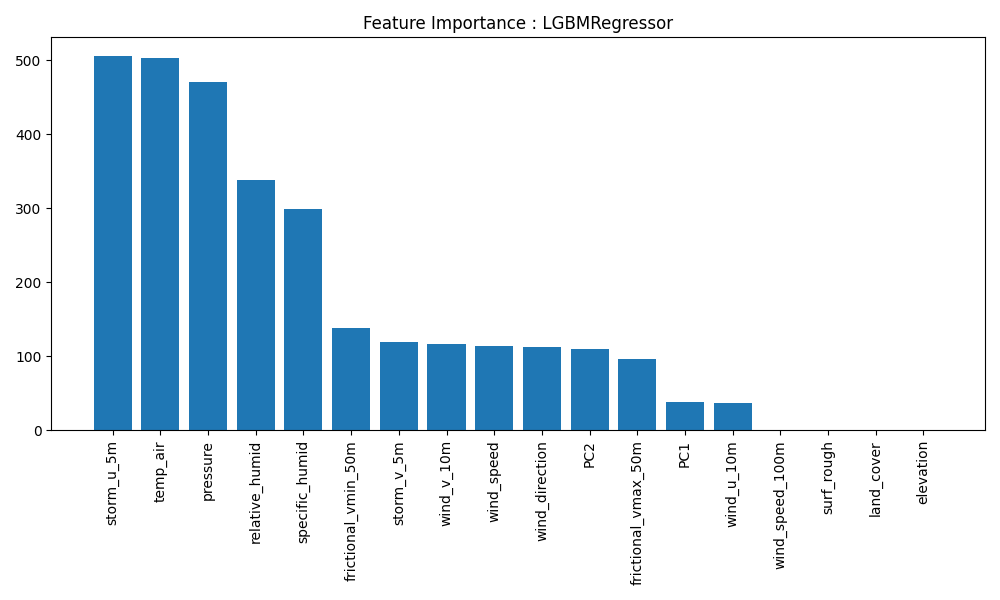 Feature Importance : LGBMRegressor
500
400
300
200
100
0
storm_u_5m
temp_air
pressure
relative_humid
specific_humid
frictional_vmin_50m
storm_v_5m
wind_v_10m
wind_speed
wind_direction
PC2
frictional_vmax_50m
PC1
wind_u_10m
wind_speed_100m
surf_rough
land_cover
elevation